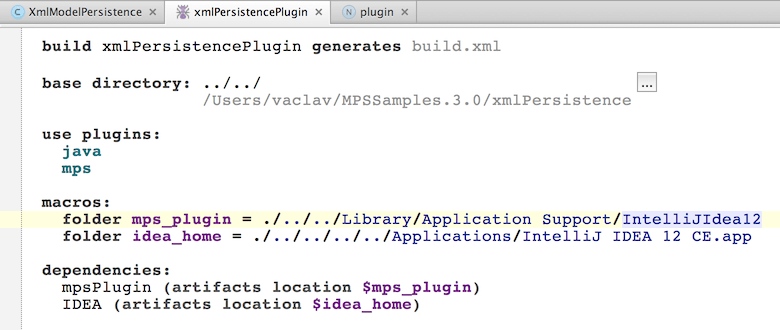 XmlModelPersistence xmlPersistencePlugin plugin
build xmlPersistencePlugin generates build.xml
base directory: ../../
/Users/vaclav/MPSSamples.3.0/xmlPersistence ...
use plugins:
java
mps
macros:
folder mps_plugin = ./../../Library/Application Support/IntelliJIdea12
folder idea_home = ./../../../../Applications/IntelliJ IDEA 12 CE.app
dependencies:
mpsPlugin (artifacts location $mps_plugin)
IDEA (artifacts location $idea_home)